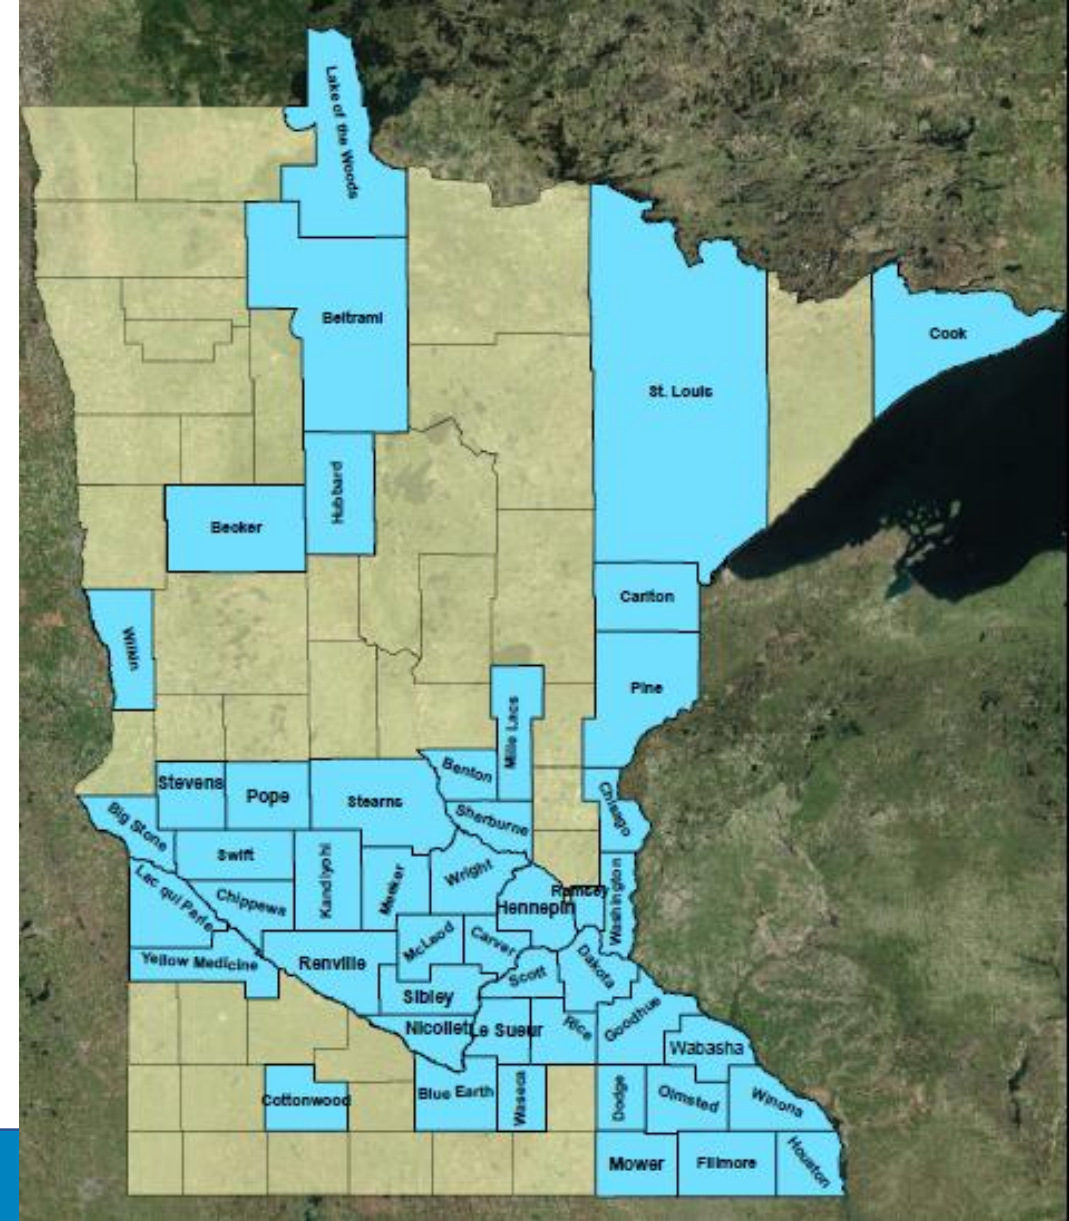 Lake of the Woods
Beltrami
Cook
St. Louis
Hubbard
Becker
Carlton
Wilkin
Pine
Mille Lacs
Benton
Stevens
Pope
Stearns
Chisago
Big Stone
Sherburne
Swift
Kandiyohi
Meeker
Wright
Lac qui Parle
Chippewa
Ramsey
Hennepin
Washington
McLeod
Carver
Yellow Medicine
Renville
Dakota
Scott
Sibley
Nicollet
Le Sueur
Rice
Goodhue
Wabasha
Cottonwood
Blue Earth
Waseca
Dodge
Olmsted
Winona
Mower
Fillmore
Houston